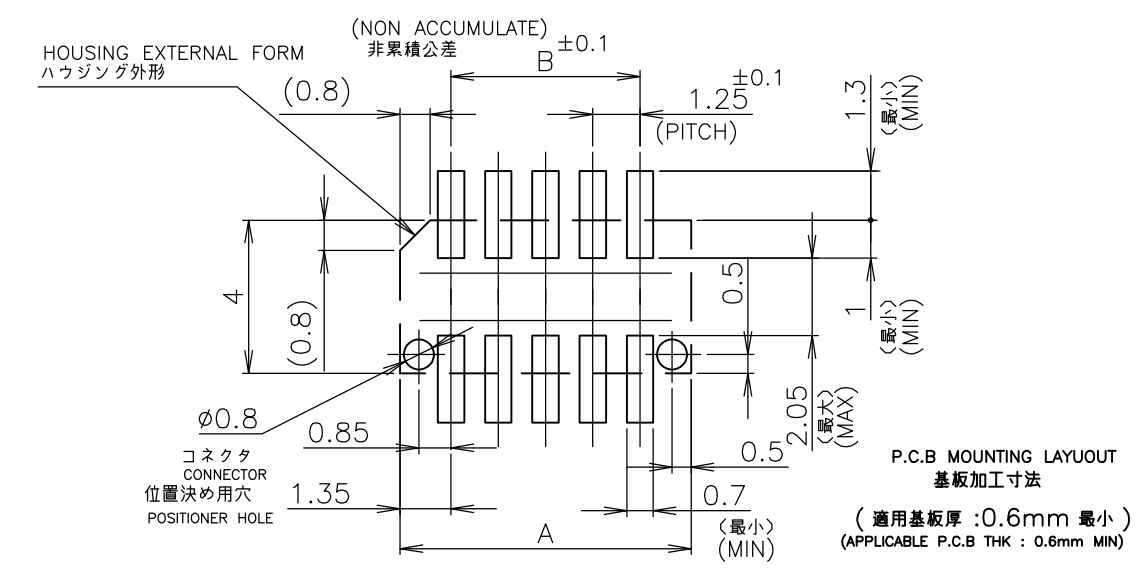 (NON ACCUMULATE)
非累積公差
HOUSING EXTERNAL FORM
ハウジング外形
B ±0.1
(0.8)
1.25 ±0.1
(PITCH)
1.3
(最小)
(MIN)
4
(0.8)
0.5
1
(最小)
(MIN)
2.05
(最大)
(MAX)
ø0.8
0.85
0.5
コネクタ
CONNECTOR
位置決め用穴
POSITIONER HOLE
1.35
A
0.7
(最小)
(MIN)
P.C.B MOUNTING LAYUOUT
基板加工寸法
( 適用基板厚 :0.6mm 最小 )
(APPLICABLE P.C.B THK : 0.6mm MIN)